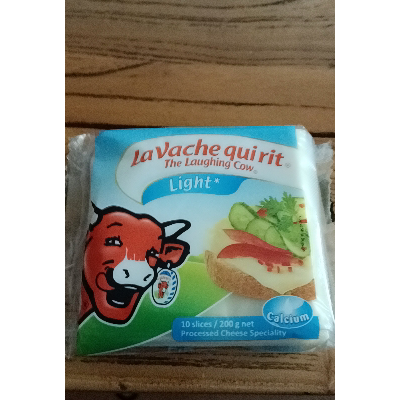 La Vache qui rit®
The Laughing Cow®
Light*
Calcium
10 slices / 200 g net
Processed Cheese Speciality